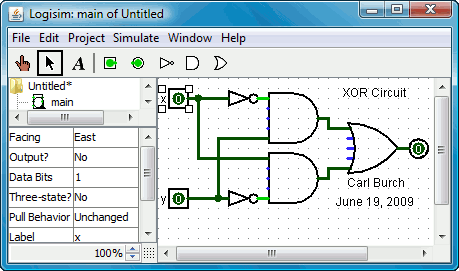 Logisim: main of Untitled
File Edit Project Simulate Window Help
A
Untitled*
main
Facing East
Output? No
Data Bits 1
Three-state? No
Pull Behavior Unchanged
Label x
100%
XOR Circuit
x 0
0
y 0
Carl Burch
June 19, 2009